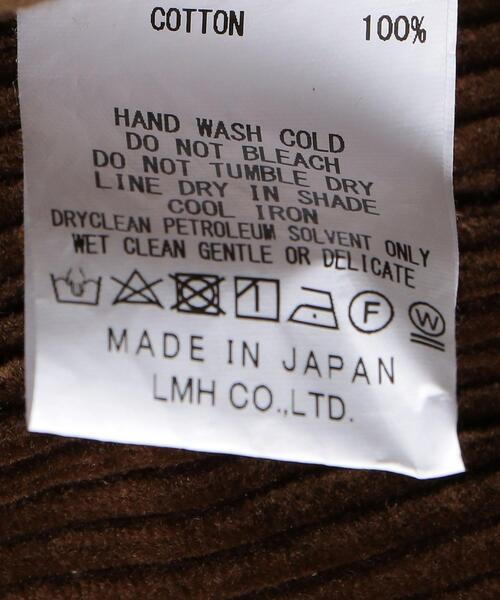 COTTON 100%
HAND WASH COLD
DO NOT BLEACH
DO NOT TUMBLE DRY
LINE DRY IN SHADE
COOL IRON
DRYCLEAN PETROLEUM SOLVENT ONLY
WET CLEAN GENTLE OR DELICATE
F W
MADE IN JAPAN
LMH CO.,LTD.